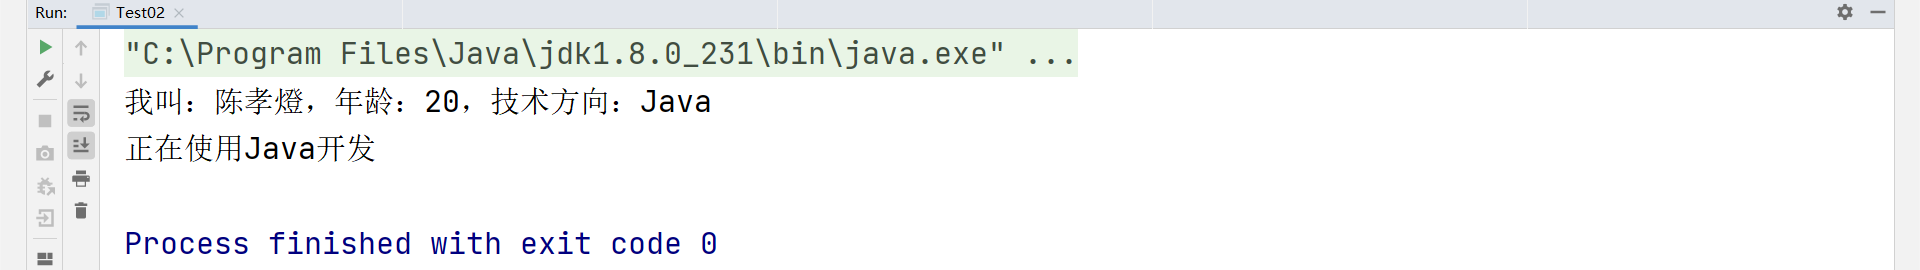 Run: Test02
"C:\Program Files\Java\jdk1.8.0_231\bin\java.exe" ...
我叫：陈孝燈，年龄：20，技术方向：Java
正在使用Java开发
Process finished with exit code 0